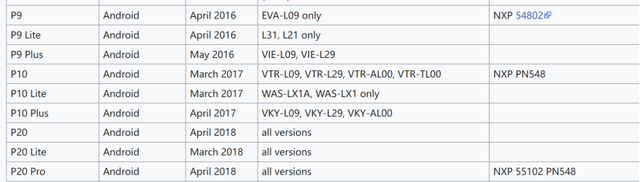 P9 Android April 2016 EVA-L09 only NXP 54802
P9 Lite Android April 2016 L31, L21 only
P9 Plus Android May 2016 VIE-L09, VIE-L29
P10 Android March 2017 VTR-L09, VTR-L29, VTR-AL00, VTR-TL00 NXP PN548
P10 Lite Android March 2017 WAS-LX1A, WAS-LX1 only
P10 Plus Android April 2017 VKY-L09, VKY-L29, VKY-AL00
P20 Android April 2018 all versions
P20 Lite Android March 2018 all versions
P20 Pro Android April 2018 all versions NXP 55102 PN548